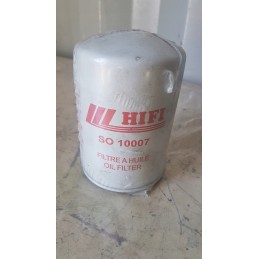 HIFI
SO 10007
FILTRE A HUILE
OIL FILTER